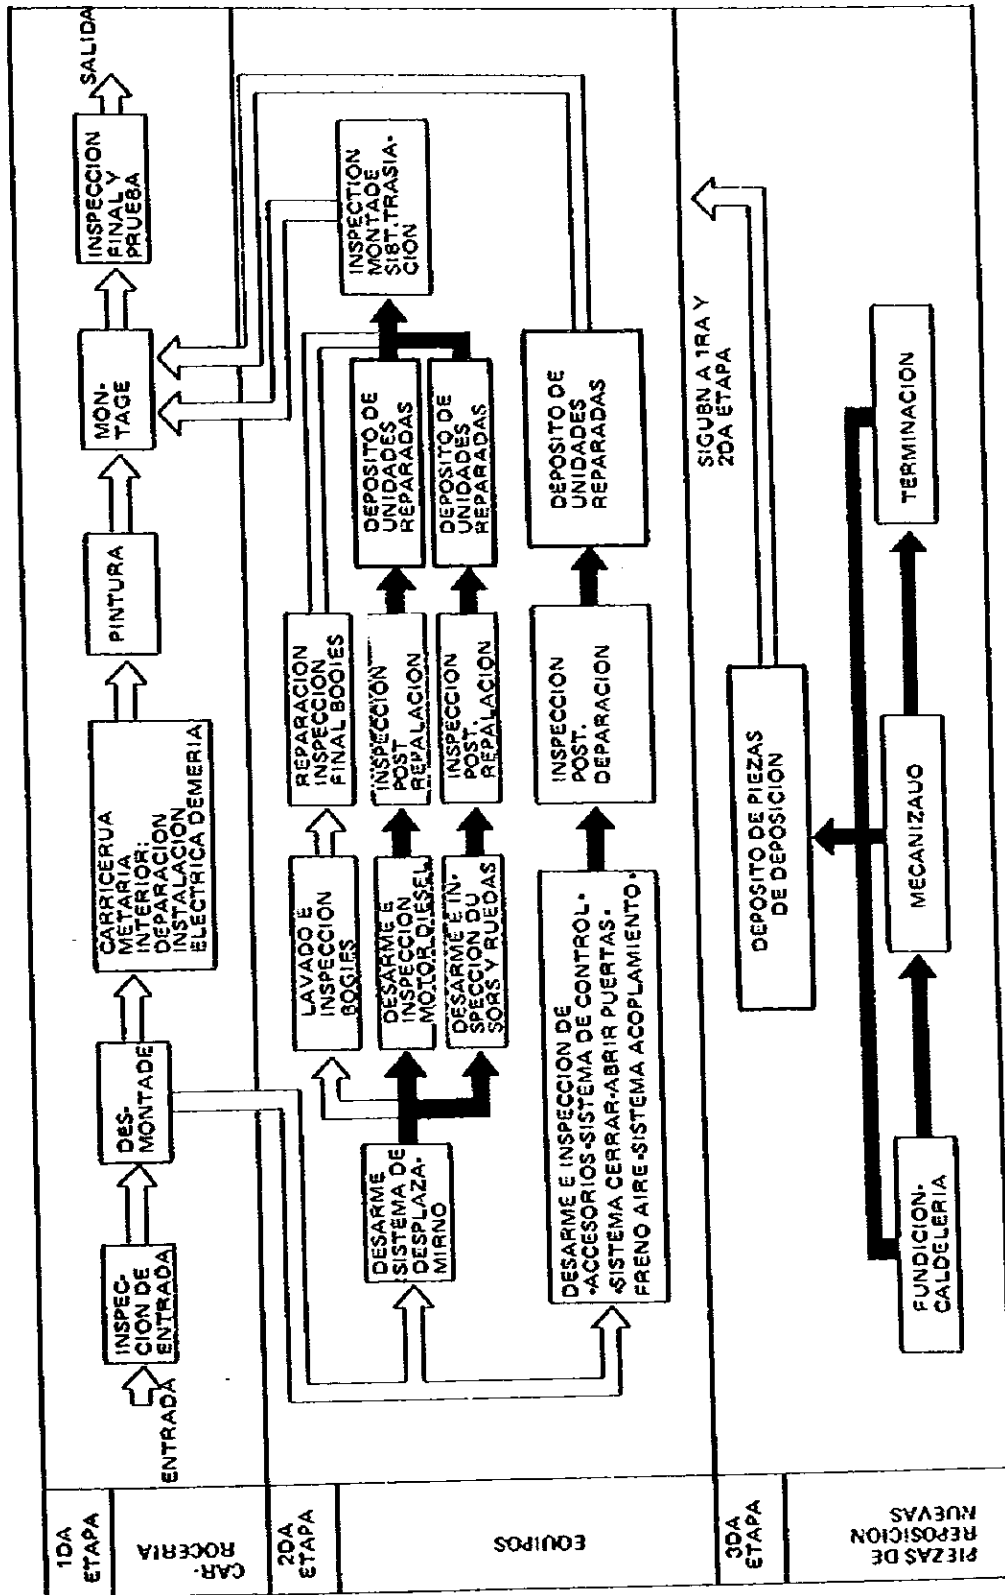 1DA
ETAPA
CAR-
ROCERIA
ENTRADA
INSPEC-
CION DE
ENTRADA
DES-
MONTADE
CARRICERUA
METARIA
INTERIOR:
DEPARACION
INSTALACION
ELECTRICA DEMERIA
PINTURA
MON-
TAGE
INSPECCION
FINAL Y
PRUEBA
SALIDA
2DA
ETAPA
EQUIPOS
DESARME
SISTEMA DE
DESPLAZA-
MIRNO
LAVADO E
INSPECCION
BOGIES
DESARME E
INSPECCION
MOTOR DIESEL
DESARME E IN-
SPECCION DU
SORS Y RUEDAS
REPARACION
INSPECCION
FINAL BOOIES
INSPECCION
POST
REPALACION
INSPECCION
POST.
REPALACION
DEPOSITO DE
UNIDADES
REPARADAS
DEPOSITO DE
UNIDADES
REPARADAS
INSPECTION
MONTADE
SIBT.TRASIA-
CION
DESARME E INSPECCION DE
•ACCESORIOS•SISTEMA DE CONTROL•
•SISTEMA CERRAR•ABRIR PUERTAS•
FRENO AIRE•SISTEMA ACOPLAMIENTO•
INSPECCION
POST.
DEPARACION
DEPOSITO DE
UNIDADES
REPARADAS
3DA
ETAPA
PIEZAS DE
REPOSICION
NUEVAS
SIGUBN A 1RA Y
2DA ETAPA
DEPOSITO DE PIEZAS
DE DEPOSICION
FUNDICION-
CALDELERIA
MECANIZAUO
TERMINACION